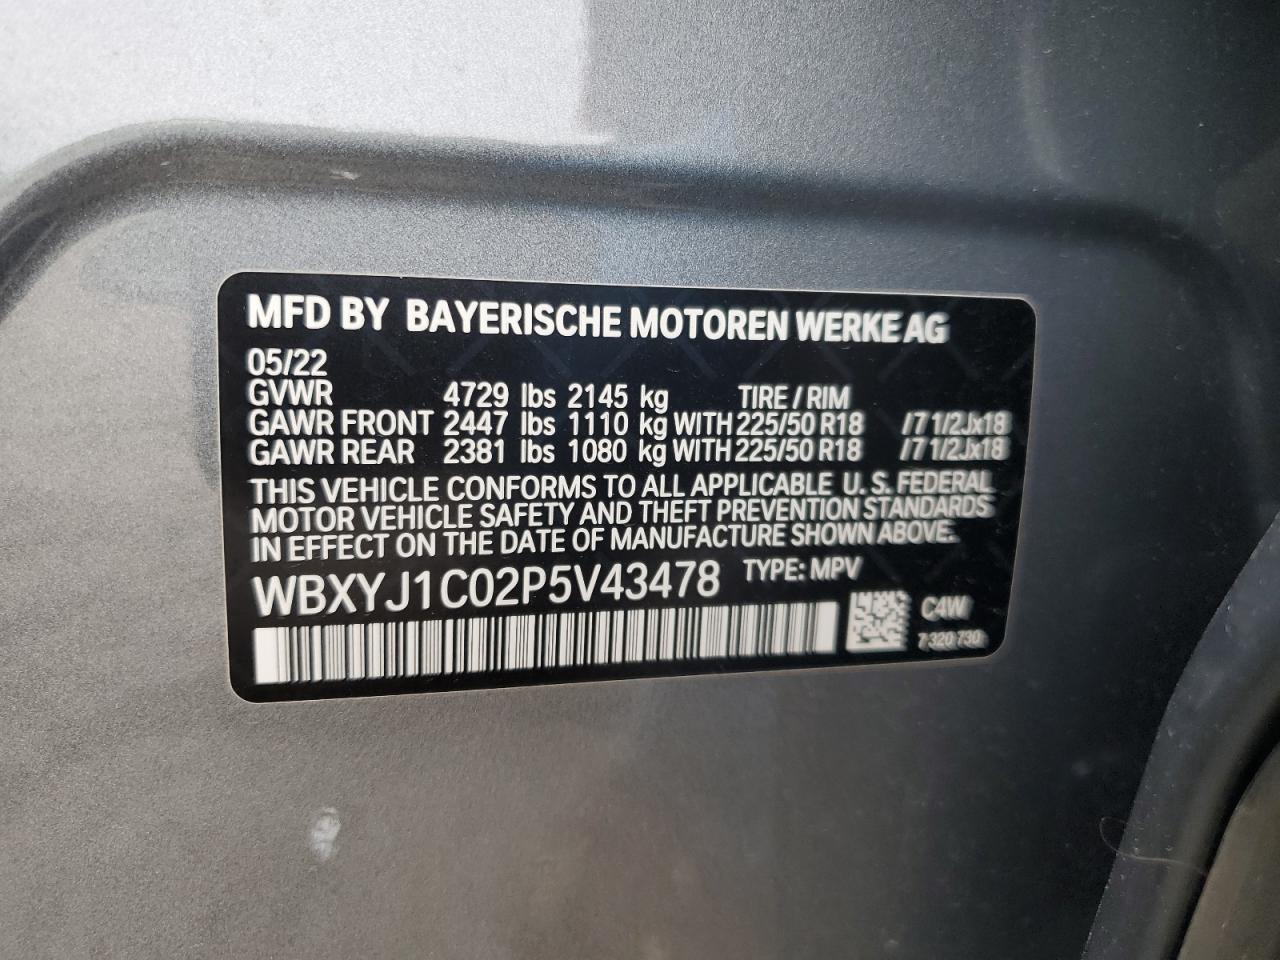 MFD BY BAYERISCHE MOTOREN WERKE AG
05/22
GVWR 4729 lbs 2145 kg TIRE / RIM
GAWR FRONT 2447 lbs 1110 kg WITH 225/50 R18 /7 1/2Jx18
GAWR REAR 2381 lbs 1080 kg WITH 225/50 R18 /7 1/2Jx18
THIS VEHICLE CONFORMS TO ALL APPLICABLE U. S. FEDERAL
MOTOR VEHICLE SAFETY AND THEFT PREVENTION STANDARDS
IN EFFECT ON THE DATE OF MANUFACTURE SHOWN ABOVE.
WBXYJ1C02P5V43478 TYPE: MPV
C4W
7 320 730